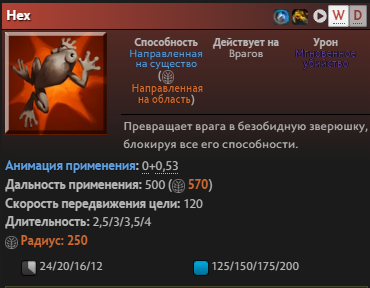 Hex
W D
Способность
Направленная
на существо
(
Направленная
на область)
Действует на
Врагов
Урон
Мгновенное
убийство
Превращает врага в безобидную зверюшку,
блокируя все его способности.
Анимация применения: 0+0,53
Дальность применения: 500 (570)
Скорость передвижения цели: 120
Длительность: 2,5/3/3,5/4
Радиус: 250
24/20/16/12
125/150/175/200